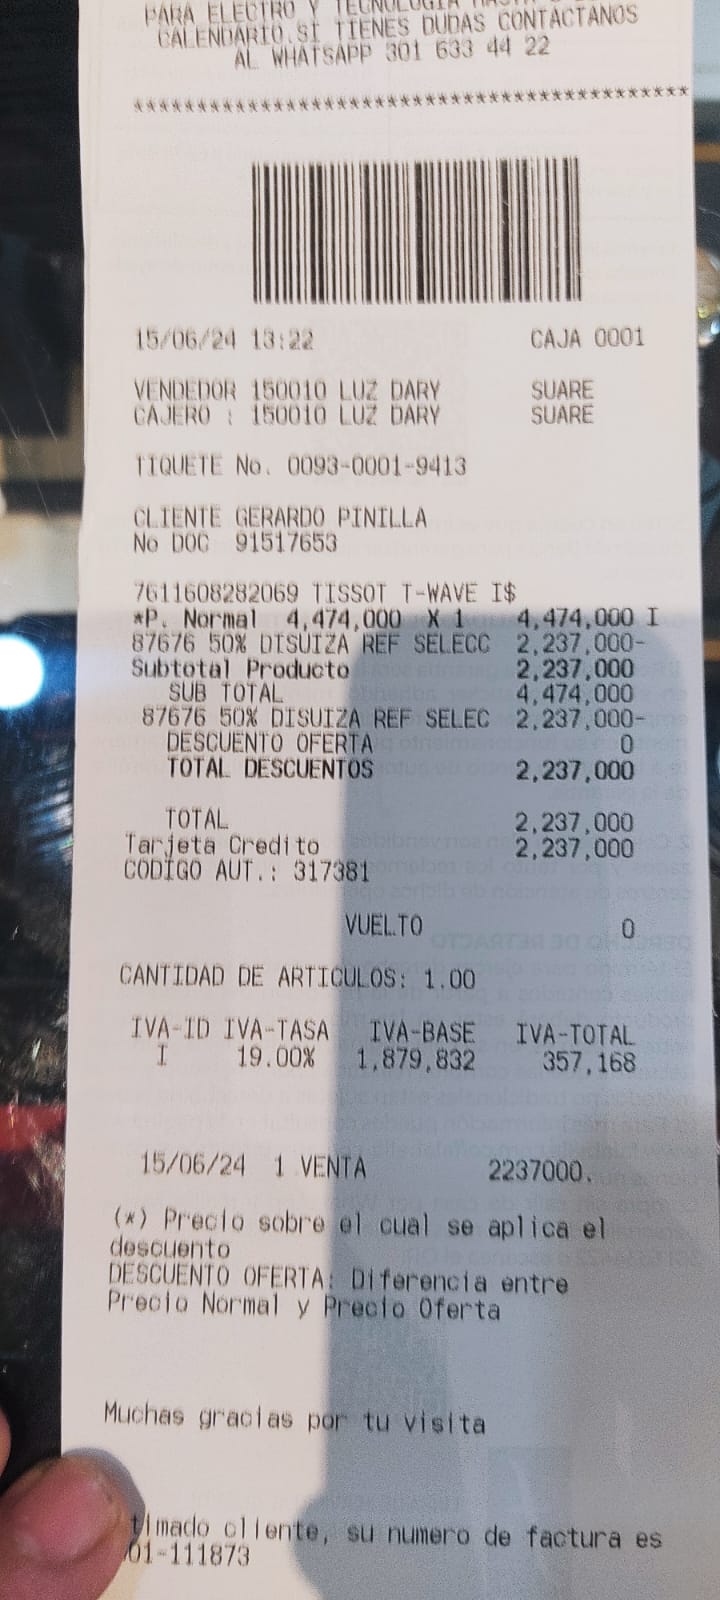 PARA ELECTRO Y TECNOLOGIA
CALENDARIO.SI TIENES DUDAS CONTACTANOS
AL WHATSAPP 301 633 44 22
********************************************
15/06/24 13:22 CAJA 0001
VENDEDOR 150010 LUZ DARY SUARE
CAJERO : 150010 LUZ DARY SUARE
TIQUETE No. 0093-0001-9413
CLIENTE GERARDO PINILLA
No DOC 91517653
7611608282069 TISSOT T-WAVE I$
*P. Normal 4,474,000 X 1 4,474,000 I
87676 50% DISUIZA REF SELECC 2,237,000-
Subtotal Producto 2,237,000
SUB TOTAL 4,474,000
87676 50% DISUIZA REF SELEC 2,237,000-
DESCUENTO OFERTA 0
TOTAL DESCUENTOS 2,237,000
TOTAL 2,237,000
Tarjeta Credito 2,237,000
CODIGO AUT.: 317381
VUELTO 0
CANTIDAD DE ARTICULOS: 1.00
IVA-ID IVA-TASA IVA-BASE IVA-TOTAL
I 19.00% 1,879,832 357,168
15/06/24 1 VENTA 2237000.
(*) Precio sobre el cual se aplica el
descuento
DESCUENTO OFERTA: Diferencia entre
Precio Normal y Precio Oferta
Muchas gracias por tu visita
timado cliente, su numero de factura es
01-111873